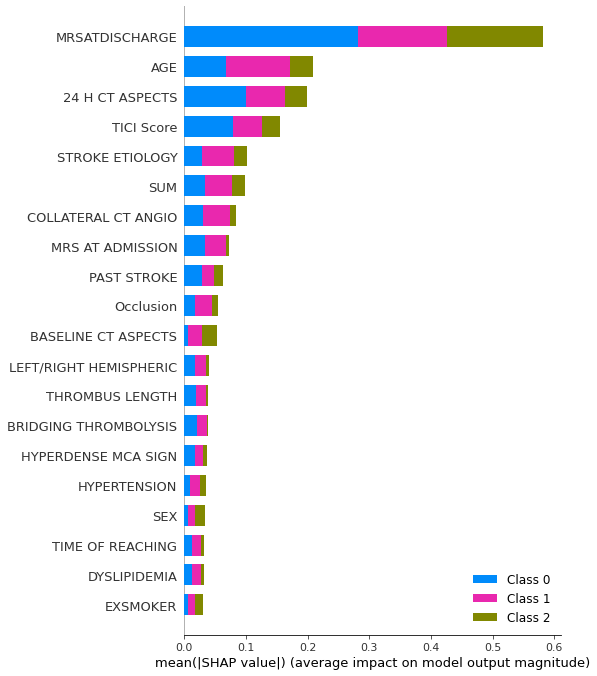 MRSATDISCHARGE
AGE
24 H CT ASPECTS
TICI Score
STROKE ETIOLOGY
SUM
COLLATERAL CT ANGIO
MRS AT ADMISSION
PAST STROKE
Occlusion
BASELINE CT ASPECTS
LEFT/RIGHT HEMISPHERIC
THROMBUS LENGTH
BRIDGING THROMBOLYSIS
HYPERDENSE MCA SIGN
HYPERTENSION
SEX
TIME OF REACHING
DYSLIPIDEMIA
EXSMOKER
Class 0
Class 1
Class 2
0.0 0.1 0.2 0.3 0.4 0.5 0.6
mean(|SHAP value|) (average impact on model output magnitude)